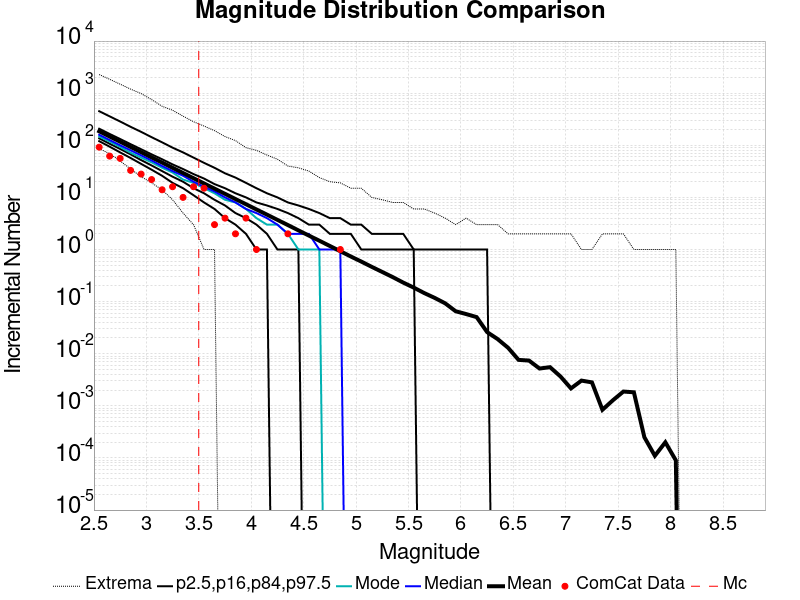 Magnitude Distribution Comparison
10^4
10^3
10^2
10^1
10^0
10^-1
10^-2
10^-3
10^-4
10^-5
Incremental Number
2.5 3 3.5 4 4.5 5 5.5 6 6.5 7 7.5 8 8.5
Magnitude
Extrema p2.5,p16,p84,p97.5 Mode Median Mean ComCat Data Mc